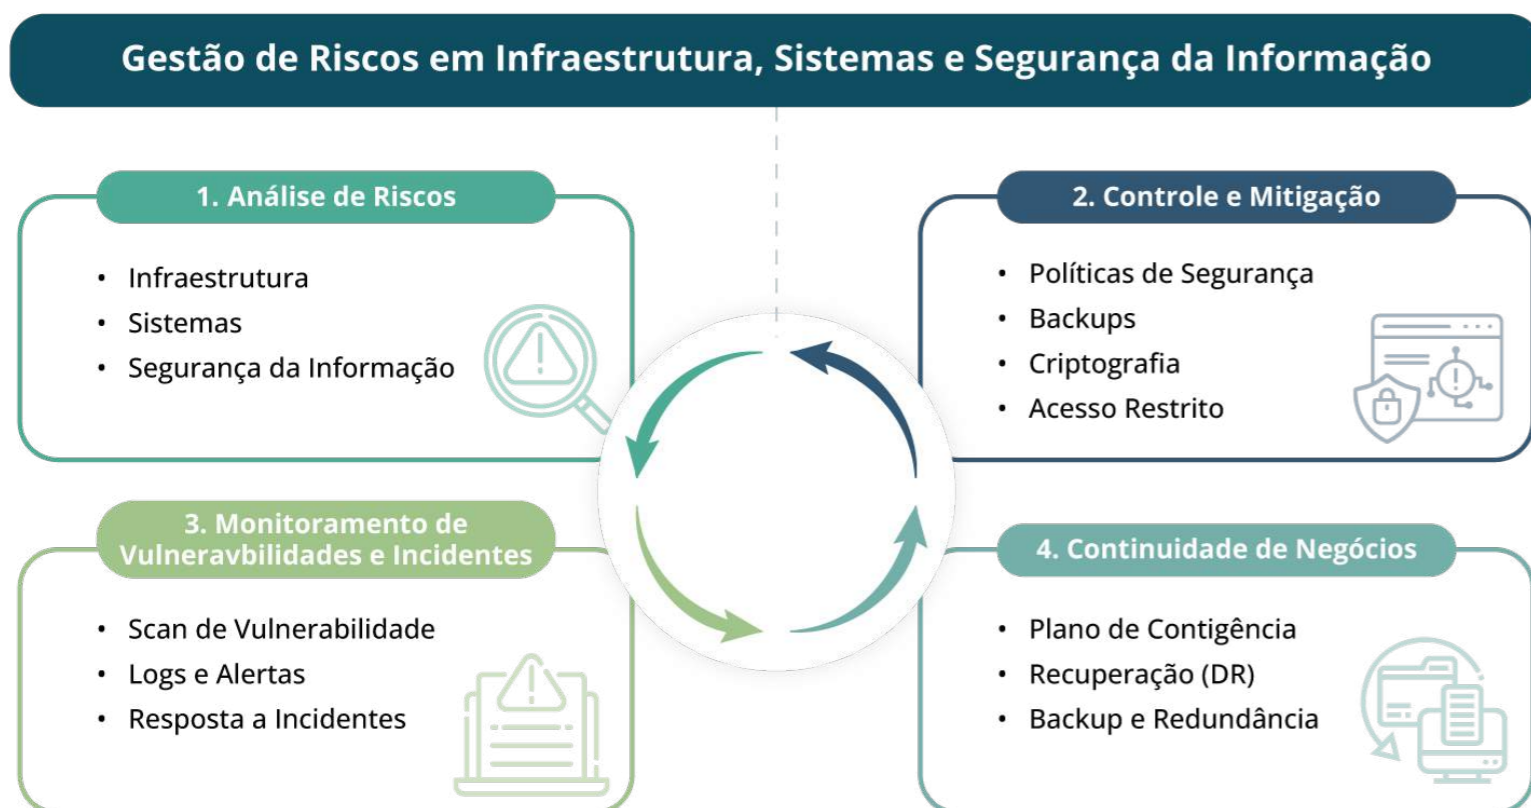 Gestão de Riscos em Infraestrutura, Sistemas e Segurança da Informação
1. Análise de Riscos
• Infraestrutura
• Sistemas
• Segurança da Informação
2. Controle e Mitigação
• Políticas de Segurança
• Backups
• Criptografia
• Acesso Restrito
3. Monitoramento de
Vulneravbilidades e Incidentes
• Scan de Vulnerabilidade
• Logs e Alertas
• Resposta a Incidentes
4. Continuidade de Negócios
• Plano de Contigência
• Recuperação (DR)
• Backup e Redundância